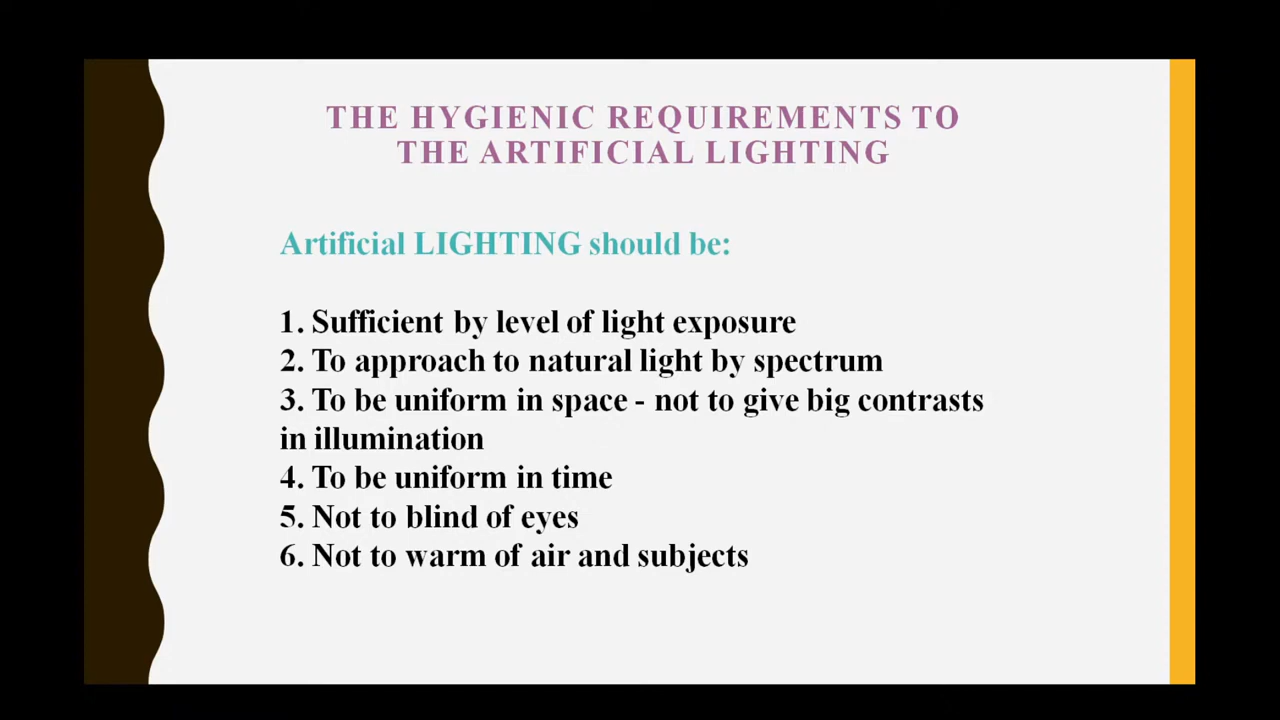 THE HYGIENIC REQUIREMENTS TO
THE ARTIFICIAL LIGHTING
Artificial LIGHTING should be:
1. Sufficient by level of light exposure
2. To approach to natural light by spectrum
3. To be uniform in space - not to give big contrasts
in illumination
4. To be uniform in time
5. Not to blind of eyes
6. Not to warm of air and subjects